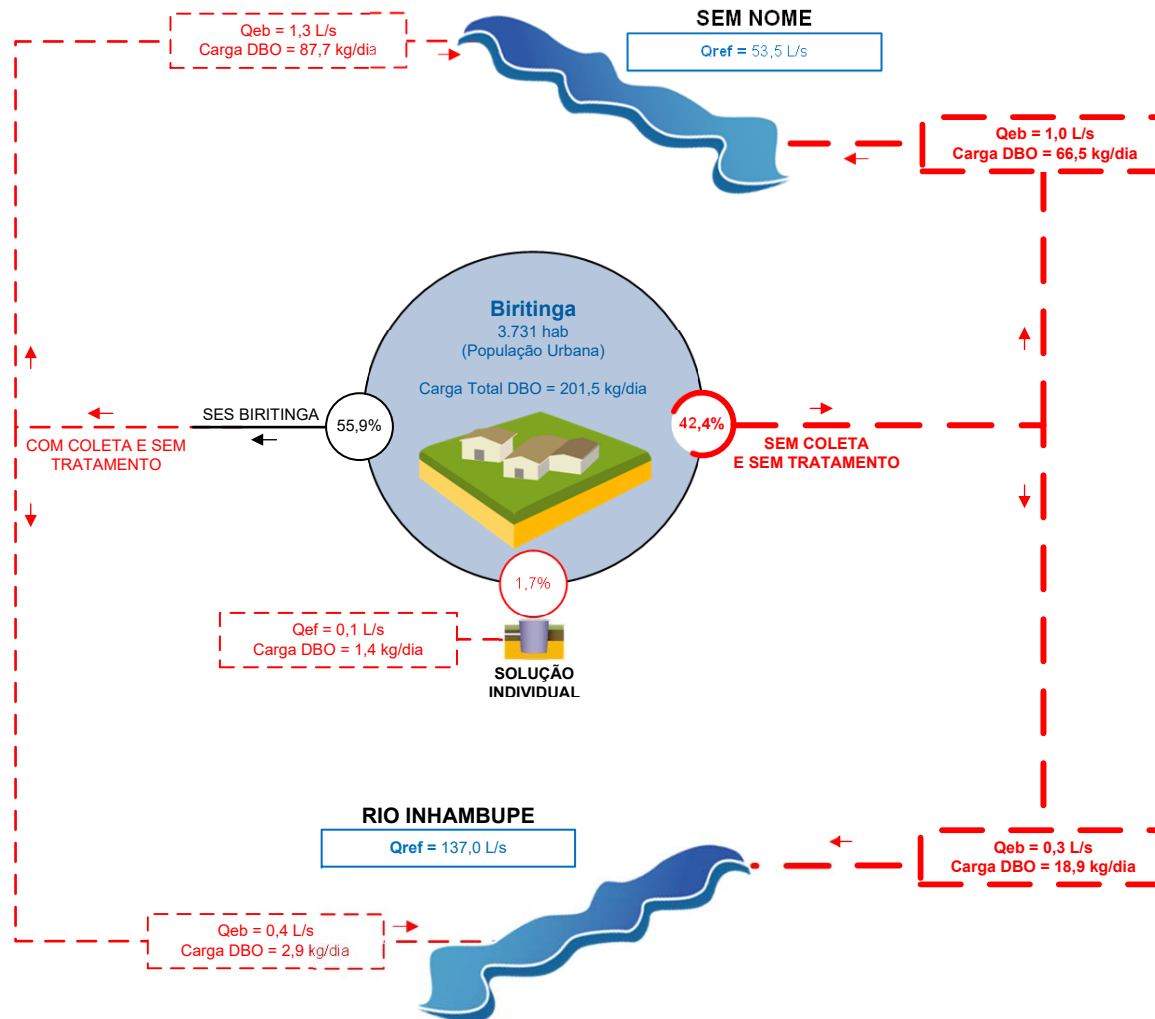 SEM NOME
Qref = 53,5 L/s
Qeb = 1,3 L/s
Carga DBO = 87,7 kg/dia
Qeb = 1,0 L/s
Carga DBO = 66,5 kg/dia
Biritinga
3.731 hab
(População Urbana)
Carga Total DBO = 201,5 kg/dia
SES BIRITINGA
55,9%
42,4%
COM COLETA E SEM
TRATAMENTO
SEM COLETA
E SEM TRATAMENTO
1,7%
Qef = 0,1 L/s
Carga DBO = 1,4 kg/dia
SOLUÇÃO
INDIVIDUAL
RIO INHAMBUPE
Qref = 137,0 L/s
Qeb = 0,3 L/s
Carga DBO = 18,9 kg/dia
Qeb = 0,4 L/s
Carga DBO = 2,9 kg/dia